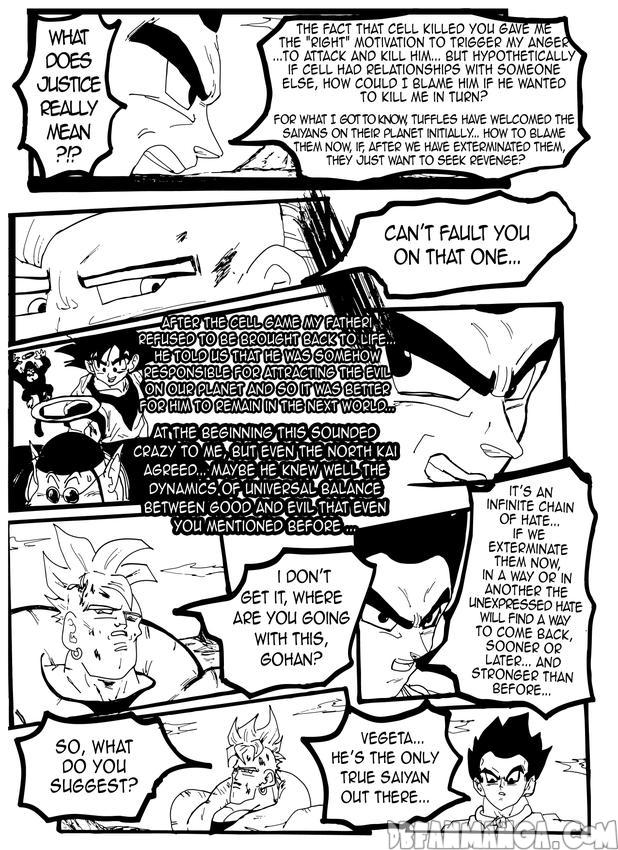 WHAT
DOES
JUSTICE
REALLY
MEAN
?!?
THE FACT THAT CELL KILLED YOU GAVE ME
THE "RIGHT" MOTIVATION TO TRIGGER MY ANGER
...TO ATTACK AND KILL HIM... BUT HYPOTHETICALLY
IF CELL HAD RELATIONSHIPS WITH SOMEONE
ELSE, HOW COULD I BLAME HIM IF HE WANTED
TO KILL ME IN TURN?
FOR WHAT I GOT TO KNOW, TUFFLES HAVE WELCOMED THE
SAIYANS ON THEIR PLANET INITIALLY... HOW TO BLAME
THEM NOW, IF, AFTER WE HAVE EXTERMINATED THEM,
THEY JUST WANT TO SEEK REVENGE?
CAN'T FAULT YOU
ON THAT ONE...
AFTER THE CELL GAME MY FATHER
REFUSED TO BE BROUGHT BACK TO LIFE...
HE TOLD US THAT HE WAS SOMEHOW
RESPONSIBLE FOR ATTRACTING THE EVIL
ON OUR PLANET AND SO IT WAS BETTER
FOR HIM TO REMAIN IN THE NEXT WORLD...
AT THE BEGINNING THIS SOUNDED
CRAZY TO ME, BUT EVEN THE NORTH KAI
AGREED... MAYBE HE KNEW WELL THE
DYNAMICS OF UNIVERSAL BALANCE
BETWEEN GOOD AND EVIL THAT EVEN
YOU MENTIONED BEFORE ...
IT'S AN
INFINITE CHAIN
OF HATE...
IF WE
EXTERMINATE
THEM NOW,
IN A WAY OR IN
ANOTHER THE
UNEXPRESSED HATE
WILL FIND A WAY
TO COME BACK,
SOONER OR
LATER... AND
STRONGER THAN
BEFORE...
I DON'T
GET IT, WHERE
ARE YOU GOING
WITH THIS,
GOHAN?
SO, WHAT
DO YOU
SUGGEST?
VEGETA...
HE'S THE ONLY
TRUE SAIYAN
OUT THERE...
DBFANMANGA.COM